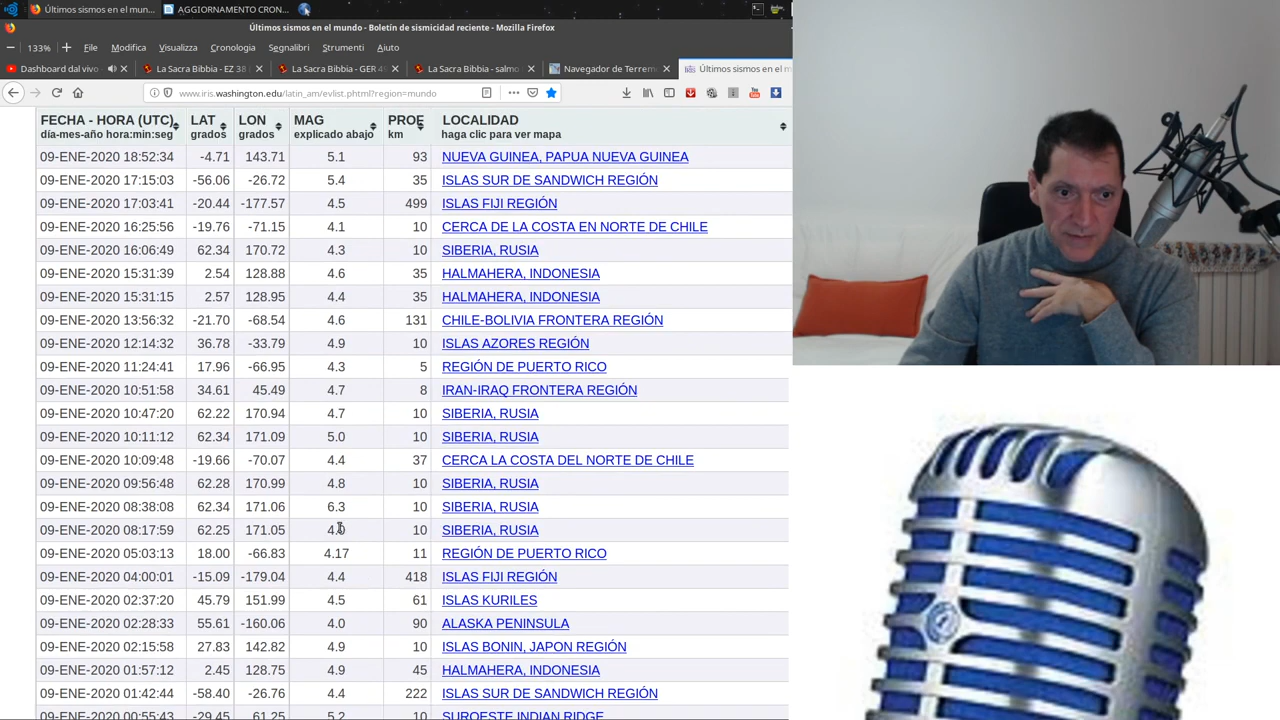 Últimos sismos en el mun...
AGGIORNAMENTO CRON...
Últimos sismos en el mundo - Boletín de sismicidad reciente - Mozilla Firefox
133% File Modifica Visualizza Cronologia Segnalibri Strumenti Aiuto
Dashboard dal vivo
La Sacra Bibbia - EZ 38
La Sacra Bibbia - GER 49
La Sacra Bibbia - salmo
Navegador de Terrem
Últimos sismos en el m
www.iris.washington.edu/latin_am/evlist.phtml?region=mundo
FECHA - HORA (UTC) LAT LON MAG PROF LOCALIDAD
día-mes-año hora:min:seg grados grados explicado abajo km haga clic para ver mapa
09-ENE-2020 18:52:34 -4.71 143.71 5.1 93 NUEVA GUINEA, PAPUA NUEVA GUINEA
09-ENE-2020 17:15:03 -56.06 -26.72 5.4 35 ISLAS SUR DE SANDWICH REGIÓN
09-ENE-2020 17:03:41 -20.44 -177.57 4.5 499 ISLAS FIJI REGIÓN
09-ENE-2020 16:25:56 -19.76 -71.15 4.1 10 CERCA DE LA COSTA EN NORTE DE CHILE
09-ENE-2020 16:06:49 62.34 170.72 4.3 10 SIBERIA, RUSIA
09-ENE-2020 15:31:39 2.54 128.88 4.6 35 HALMAHERA, INDONESIA
09-ENE-2020 15:31:15 2.57 128.95 4.4 35 HALMAHERA, INDONESIA
09-ENE-2020 13:56:32 -21.70 -68.54 4.6 131 CHILE-BOLIVIA FRONTERA REGIÓN
09-ENE-2020 12:14:32 36.78 -33.79 4.9 10 ISLAS AZORES REGIÓN
09-ENE-2020 11:24:41 17.96 -66.95 4.3 5 REGIÓN DE PUERTO RICO
09-ENE-2020 10:51:58 34.61 45.49 4.7 8 IRAN-IRAQ FRONTERA REGIÓN
09-ENE-2020 10:47:20 62.22 170.94 4.7 10 SIBERIA, RUSIA
09-ENE-2020 10:11:12 62.34 171.09 5.0 10 SIBERIA, RUSIA
09-ENE-2020 10:09:48 -19.66 -70.07 4.4 37 CERCA LA COSTA DEL NORTE DE CHILE
09-ENE-2020 09:56:48 62.28 170.99 4.8 10 SIBERIA, RUSIA
09-ENE-2020 08:38:08 62.34 171.06 6.3 10 SIBERIA, RUSIA
09-ENE-2020 08:17:59 62.25 171.05 10 SIBERIA, RUSIA
09-ENE-2020 05:03:13 18.00 -66.83 4.17 11 REGIÓN DE PUERTO RICO
09-ENE-2020 04:00:01 -15.09 -179.04 4.4 418 ISLAS FIJI REGIÓN
09-ENE-2020 02:37:20 45.79 151.99 4.5 61 ISLAS KURILES
09-ENE-2020 02:28:33 55.61 -160.06 4.0 90 ALASKA PENINSULA
09-ENE-2020 02:15:58 27.83 142.82 4.9 10 ISLAS BONIN, JAPON REGIÓN
09-ENE-2020 01:57:12 2.45 128.75 4.9 45 HALMAHERA, INDONESIA
09-ENE-2020 01:42:44 -58.40 -26.76 4.4 222 ISLAS SUR DE SANDWICH REGIÓN
09-ENE-2020 00:55:43 -29.45 61.25 5.2 10 SUROESTE INDIAN RIDGE